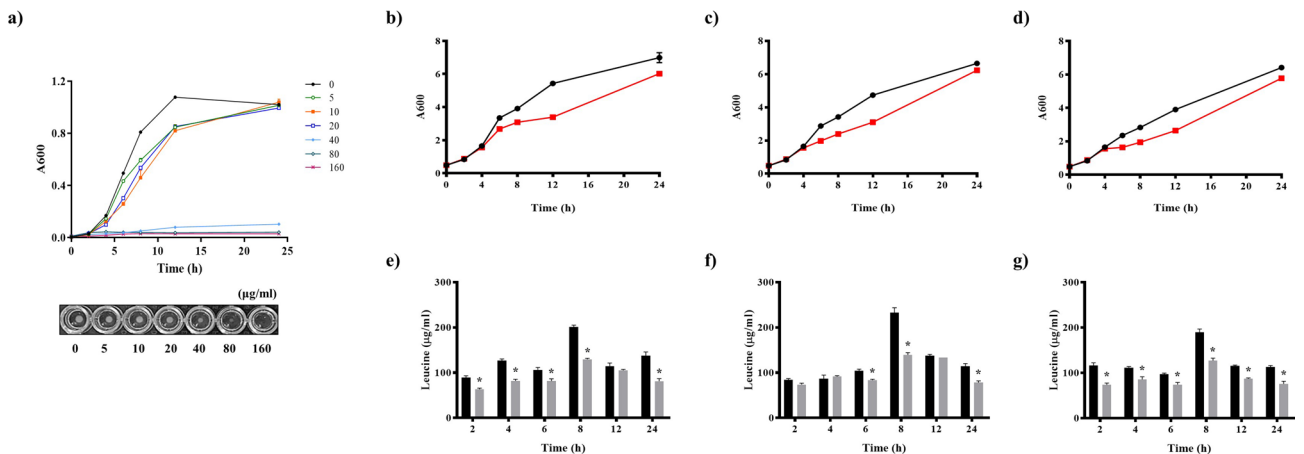 a)
1.2
0.8
0.4
0.0
A600
0 5 10 15 20 25
Time (h)
0
5
10
20
40
80
160
(µg/ml)
0 5 10 20 40 80 160
b)
8
6
4
2
0
A600
0 4 8 12 16 20 24
Time (h)
c)
8
6
4
2
0
A600
0 4 8 12 16 20 24
Time (h)
d)
8
6
4
2
0
A600
0 4 8 12 16 20 24
Time (h)
e)
300
200
100
0
Leucine (µg/ml)
* * * * *
2 4 6 8 12 24
Time (h)
f)
300
200
100
0
Leucine (µg/ml)
* * *
2 4 6 8 12 24
Time (h)
g)
300
200
100
0
Leucine (µg/ml)
* * * * * *
2 4 6 8 12 24
Time (h)